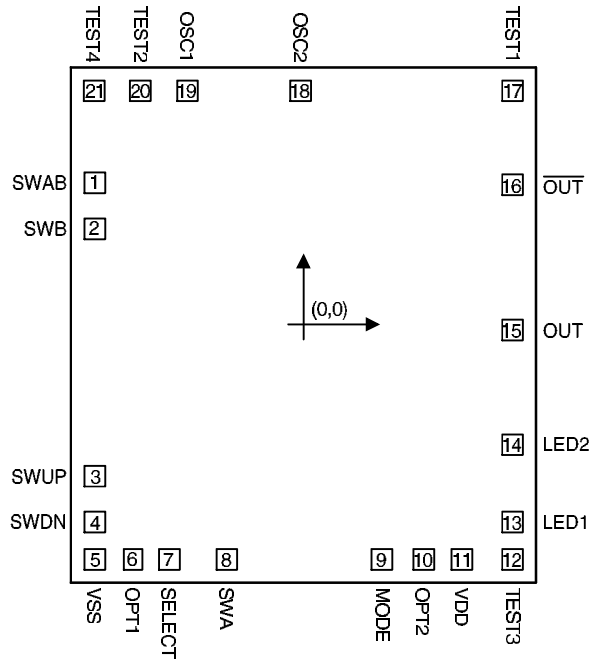 TEST4 TEST2 OSC1 OSC2 TEST1
21 20 19 18 17
SWAB 1 16 O̅U̅T̅
SWB 2
(0,0)
15 OUT
14 LED2
SWUP 3
SWDN 4 13 LED1
5 6 7 8 9 10 11 12
VSS OPT1 SELECT SWA MODE OPT2 VDD TEST3